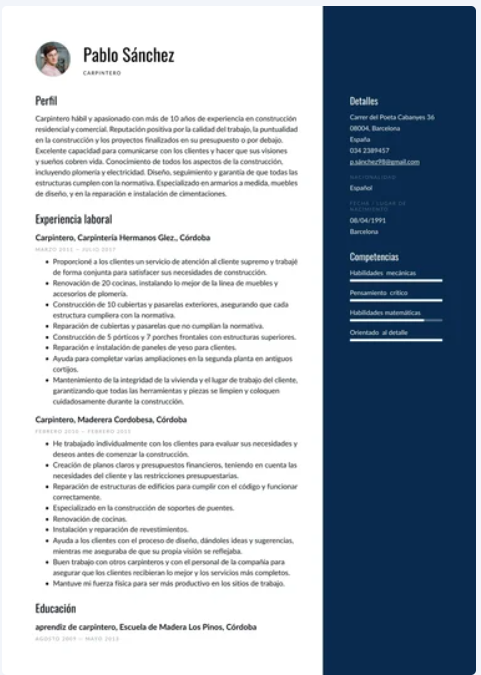 Pablo Sánchez
CARPINTERO
Perfil
Carpintero hábil y apasionado con más de 10 años de experiencia en construcción
residencial y comercial. Reputación positiva por la calidad del trabajo, la puntualidad
en la construcción y los proyectos finalizados en su presupuesto o por debajo.
Excelente capacidad para comunicarse con los clientes y hacer que sus visiones
y sueños cobren vida. Conocimiento de todos los aspectos de la construcción,
incluyendo plomería y electricidad. Diseño, seguimiento y garantía de que todas las
estructuras cumplen con la normativa. Especializado en armarios a medida, muebles
de diseño, y en la reparación e instalación de cimentaciones.
Experiencia laboral
Carpintero, Carpintería Hermanos Glez., Córdoba
• Proporcioné a los clientes un servicio de atención al cliente supremo y trabajé
de forma conjunta para satisfacer sus necesidades de construcción.
• Renovación de 20 cocinas, instalando lo mejor de la línea de muebles y
accesorios de plomería.
• Construcción de 10 cubiertas y pasarelas exteriores, asegurando que cada
estructura cumpliera con la normativa.
• Reparación de cubiertas y pasarelas que no cumplían la normativa.
• Construcción de 5 pórticos y 7 porches frontales con estructuras superiores.
• Reparación e instalación de paneles de yeso para clientes.
• Ayuda para completar varias ampliaciones en la segunda planta en antiguos
cortijos.
• Mantenimiento de la integridad de la vivienda y el lugar de trabajo del cliente,
garantizando que todas las herramientas y piezas se limpien y coloquen
cuidadosamente durante la construcción.
Carpintero, Maderera Cordobesa, Córdoba
• He trabajado individualmente con los clientes para evaluar sus necesidades y
deseos antes de comenzar la construcción.
• Creación de planos claros y presupuestos financieros, teniendo en cuenta las
necesidades del cliente y las restricciones presupuestarias.
• Reparación de estructuras de edificios para cumplir con el código y funcionar
correctamente.
• Especializado en la construcción de soportes de puentes.
• Renovación de cocinas.
• Instalación y reparación de revestimientos.
• Ayuda a los clientes con el proceso de diseño, dándoles ideas y sugerencias,
mientras me aseguraba de que su propia visión se reflejaba.
• Buen trabajo con otros carpinteros y con el personal de la compañía para
asegurar que los clientes recibieran lo mejor y los servicios más completos.
• Mantuve mi fuerza física para ser más productivo en los sitios de trabajo.
Educación
aprendiz de carpintero, Escuela de Madera Los Pinos, Córdoba
Detalles
Carrer del Poeta Cabanyes 36
08004, Barcelona
España
034 2389457
p.sánchez98@gmail.com
NACIONALIDAD
Español
FECHA / LUGAR DE
NACIMIENTO
08/04/1991
Barcelona
Competencias
Habilidades mecánicas
Pensamiento crítico
Habilidades matemáticas
Orientado al detalle